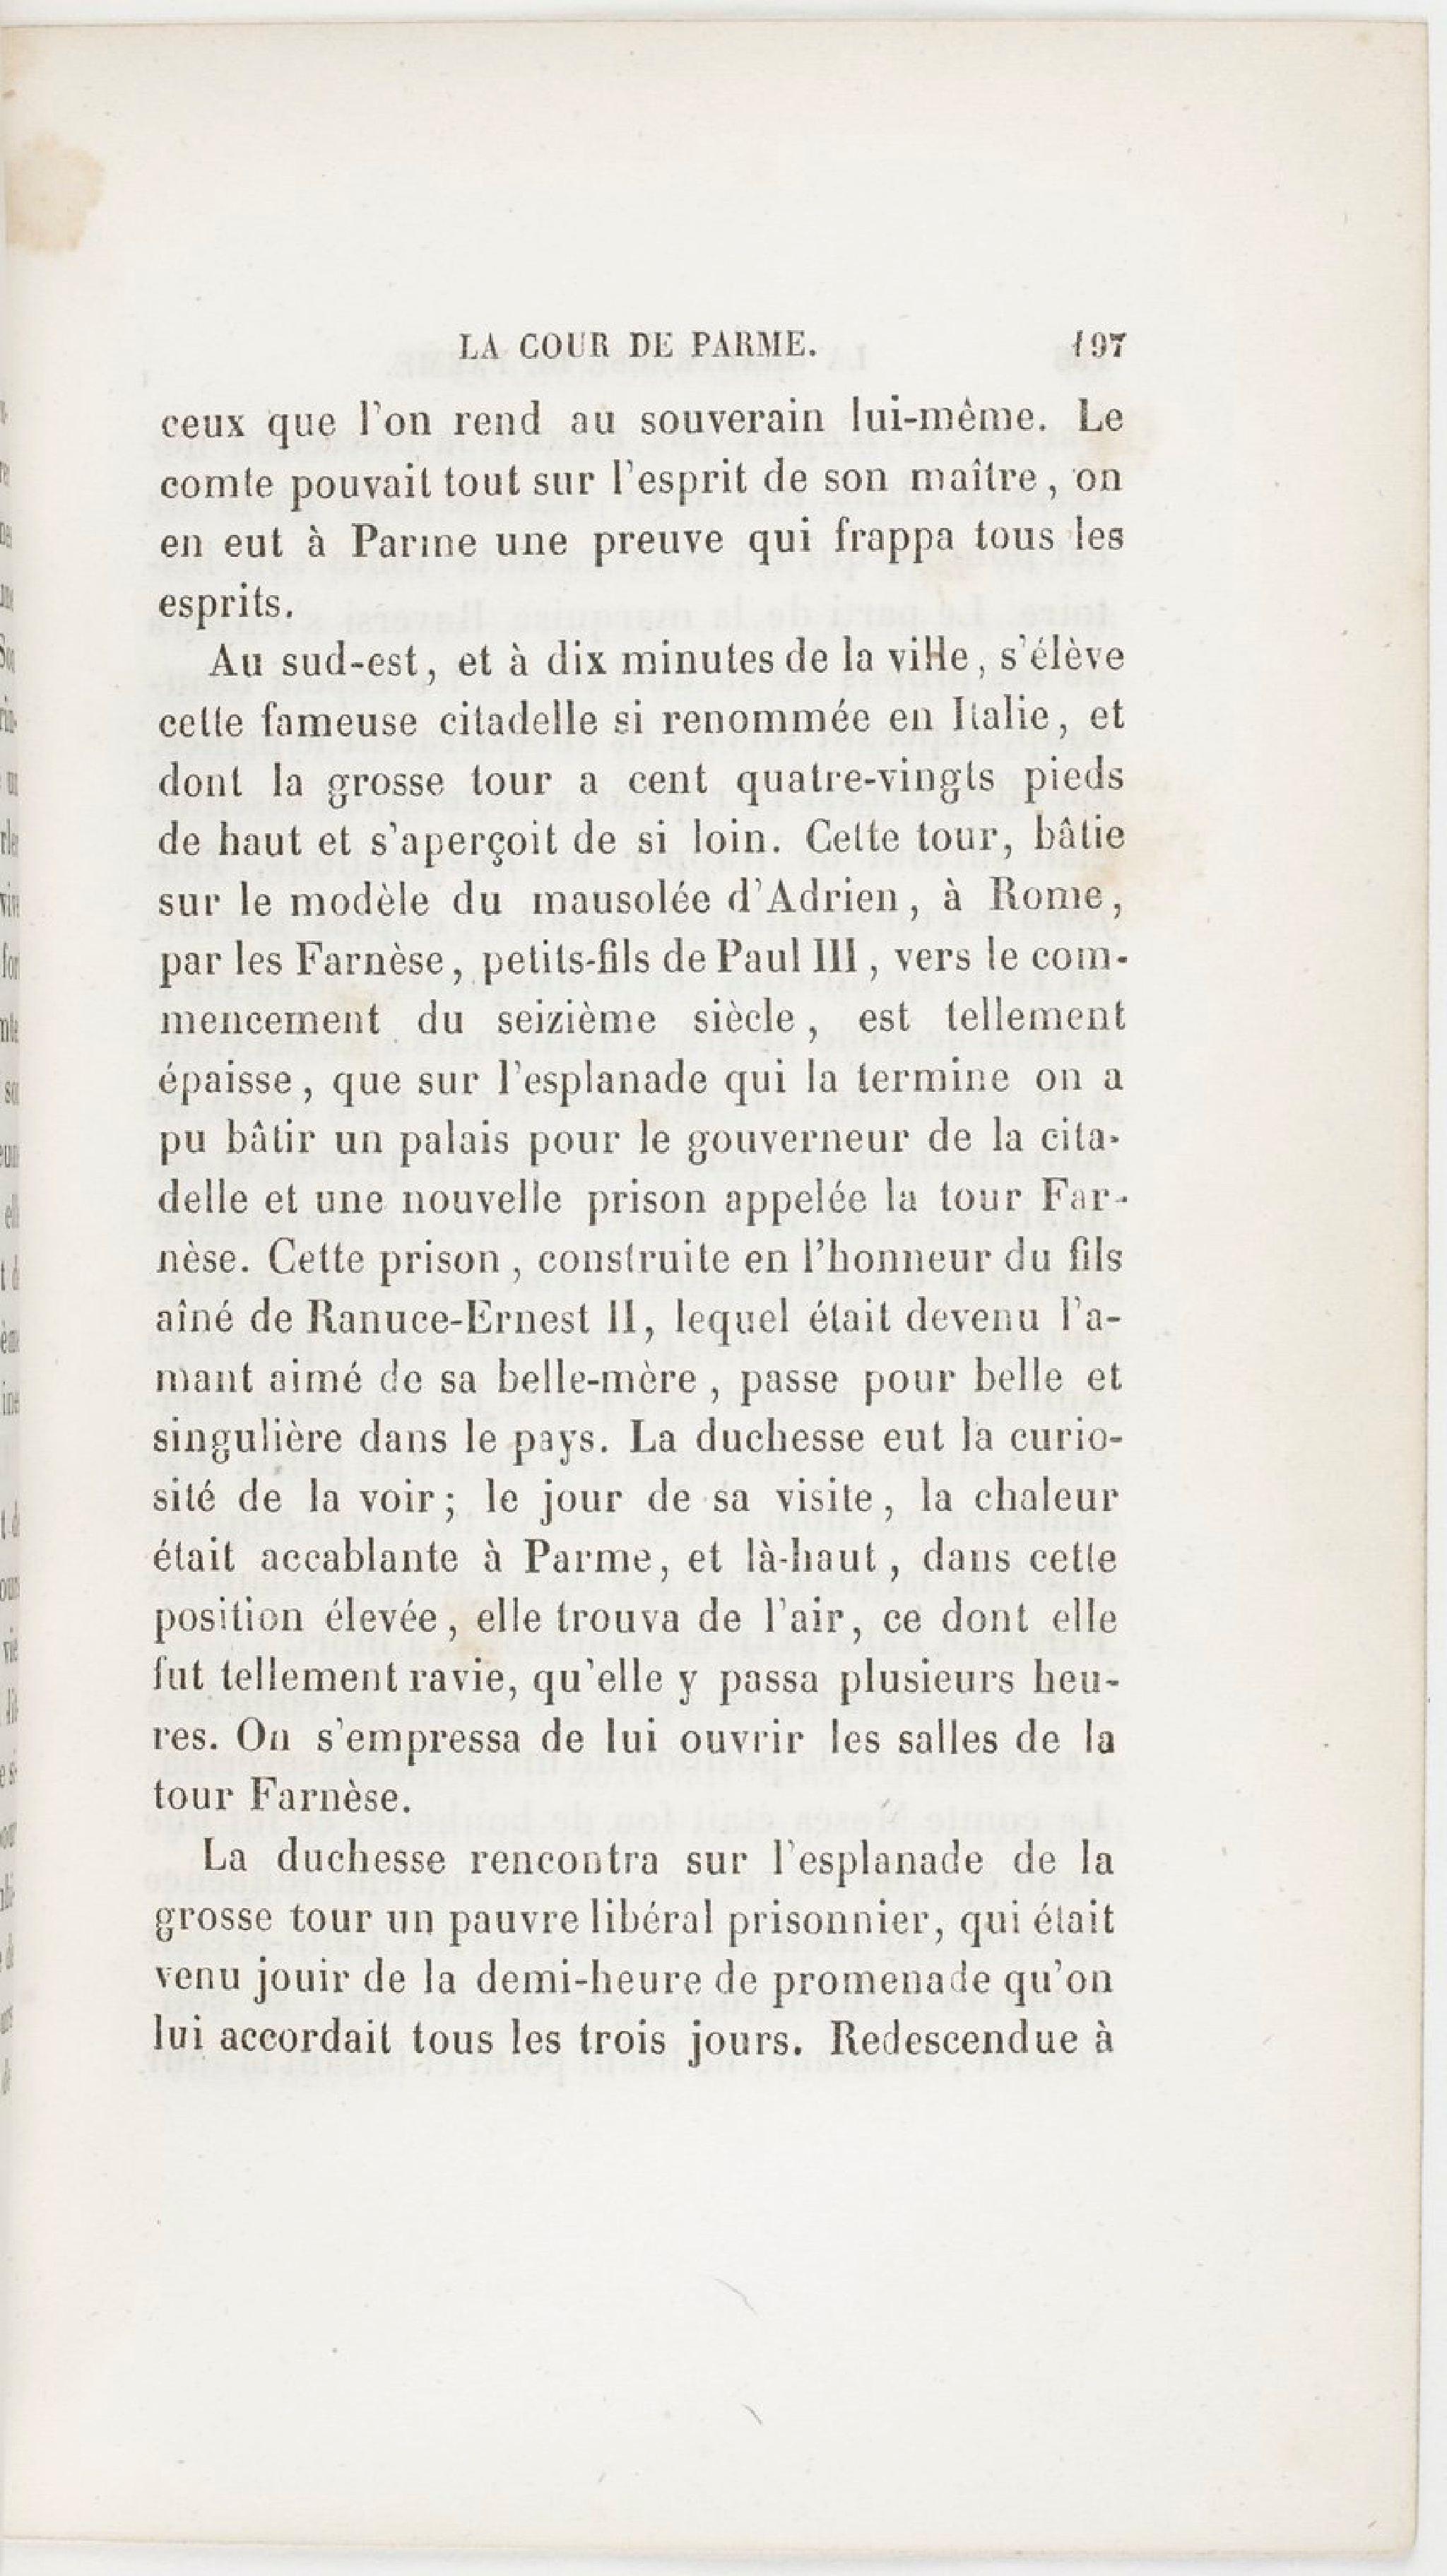 LA COUR DE PARME. 197
ceux que l'on rend au souverain lui-même. Le
comte pouvait tout sur l'esprit de son maître, on
en eut à Parme une preuve qui frappa tous les
esprits.
Au sud-est, et à dix minutes de la ville, s'élève
cette fameuse citadelle si renommée en Italie, et
dont la grosse tour a cent quatre-vingts pieds
de haut et s'aperçoit de si loin. Cette tour, bâtie
sur le modèle du mausolée d'Adrien, à Rome,
par les Farnèse, petits-fils de Paul III, vers le com-
mencement du seizième siècle, est tellement
épaisse, que sur l'esplanade qui la termine on a
pu bâtir un palais pour le gouverneur de la cita-
delle et une nouvelle prison appelée la tour Far-
nèse. Cette prison, construite en l'honneur du fils
aîné de Ranuce-Ernest II, lequel était devenu l'a-
mant aimé de sa belle-mère, passe pour belle et
singulière dans le pays. La duchesse eut la curio-
sité de la voir; le jour de sa visite, la chaleur
était accablante à Parme, et là-haut, dans cette
position élevée, elle trouva de l'air, ce dont elle
fut tellement ravie, qu'elle y passa plusieurs heu-
res. On s'empressa de lui ouvrir les salles de la
tour Farnèse.
La duchesse rencontra sur l'esplanade de la
grosse tour un pauvre libéral prisonnier, qui était
venu jouir de la demi-heure de promenade qu'on
lui accordait tous les trois jours. Redescendue à